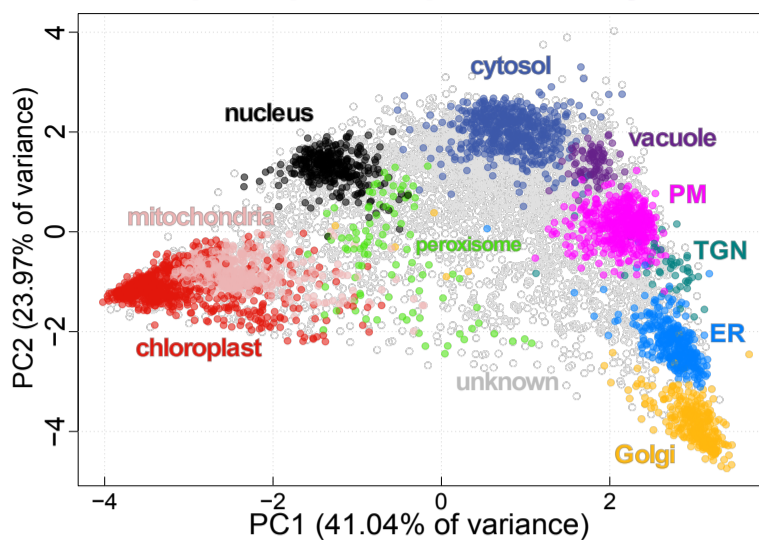 4
cytosol
nucleus
2
vacuole
PM
mitochondria
0
peroxisome
TGN
−2
ER
chloroplast
unknown
−4
Golgi
−4 −2 0 2
PC1 (41.04% of variance)
PC2 (23.97% of variance)